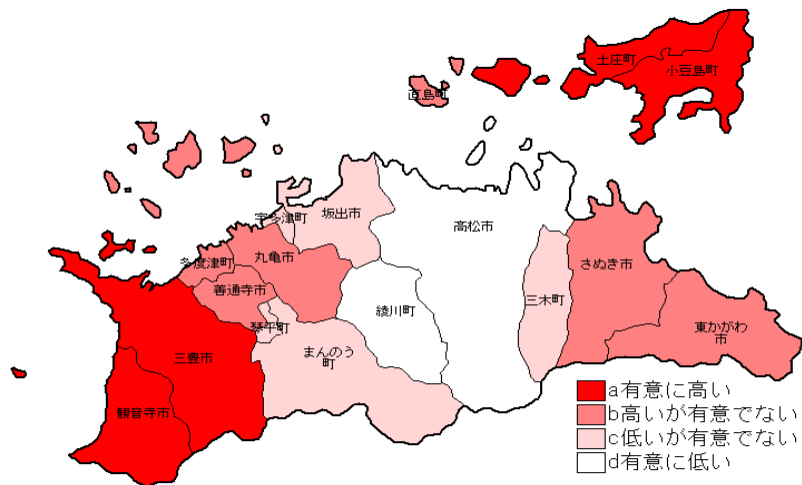 土庄町
小豆島町
直島町
宇多津町
坂出市
高松市
多度津町
丸亀市
さぬき市
善通寺市
綾川町
三木町
琴平町
東かがわ
市
三豊市
まんのう
町
観音寺市
a有意に高い
b高いが有意でない
c低いが有意でない
d有意に低い